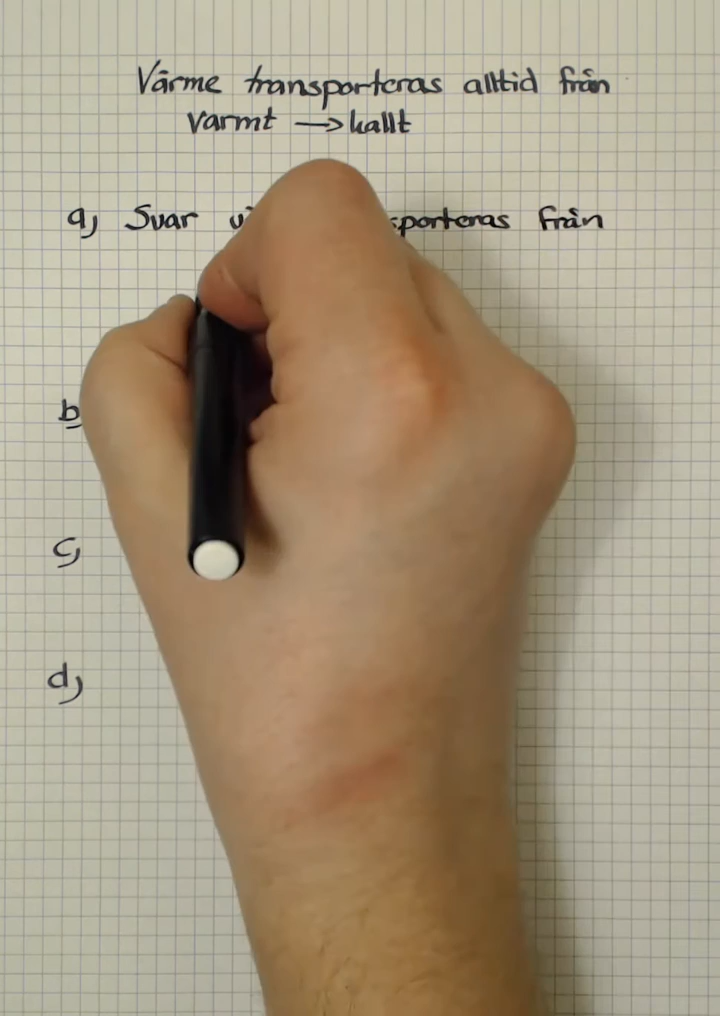 Värme transporteras alltid från
varmt → kallt
a) Svar sporteras från
b
c)
d)